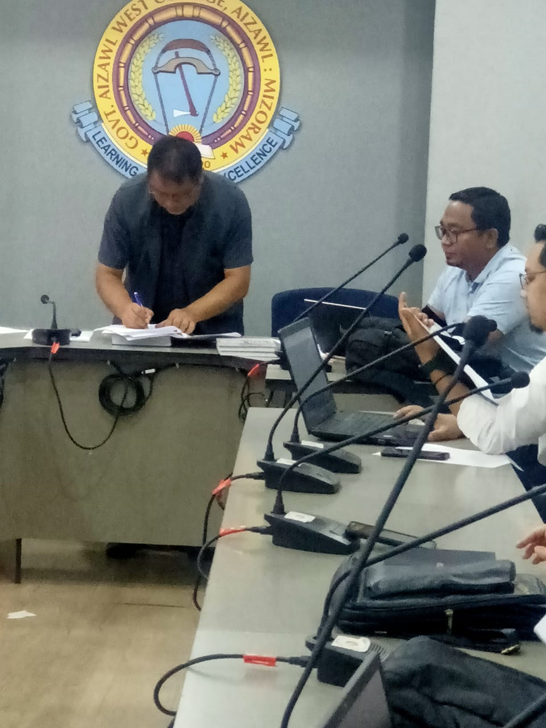 GOVT. AIZAWL WEST COLLEGE, AIZAWL : MIZORAM
LEARNING
EXCELLENCE